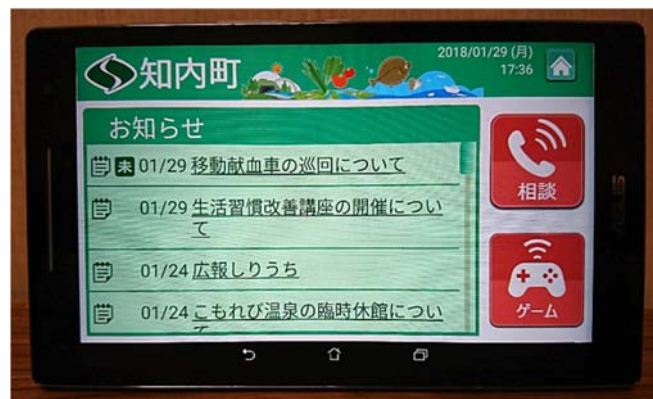 知内町
2018/01/29 (月)
17:36
お知らせ
未 01/29 移動献血車の巡回について
01/29 生活習慣改善講座の開催につい
て
01/24 広報しりうち
01/24 こもれび温泉の臨時休館につい
て
相談
ゲーム
ASUS